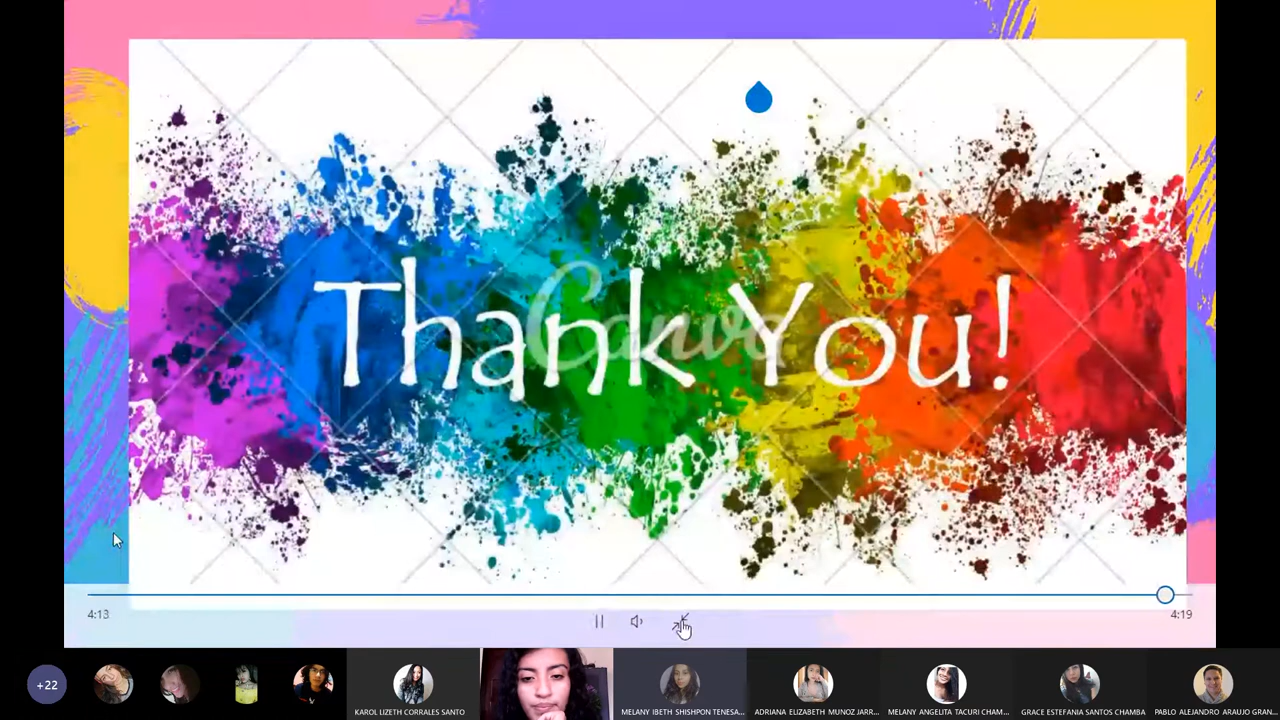 Thank You!
Canva
4:13
4:19
+22
KAROL LIZETH CORRALES SANTO
MELANY IBETH SHISHPON TENESA...
ADRIANA ELIZABETH MUNOZ JARR...
MELANY ANGELITA TACURI CHAM...
GRACE ESTEFANIA SANTOS CHAMBA
PABLO ALEJANDRO ARAUJO GRAN...